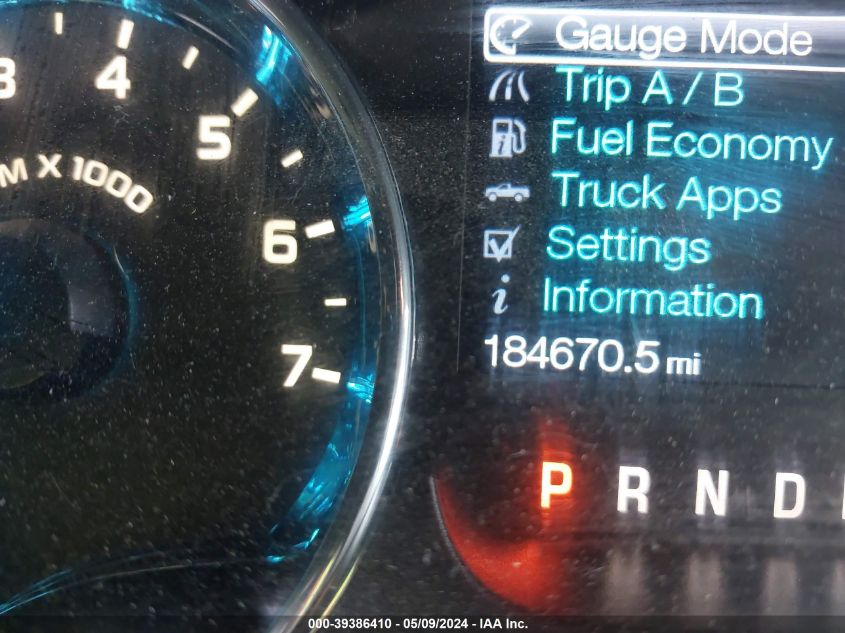 4
5
6
7
X 1000
Gauge Mode
Trip A / B
Fuel Economy
Truck Apps
Settings
Information
184670.5 mi
P R N D
000-39386410 - 05/09/2024 - IAA Inc.